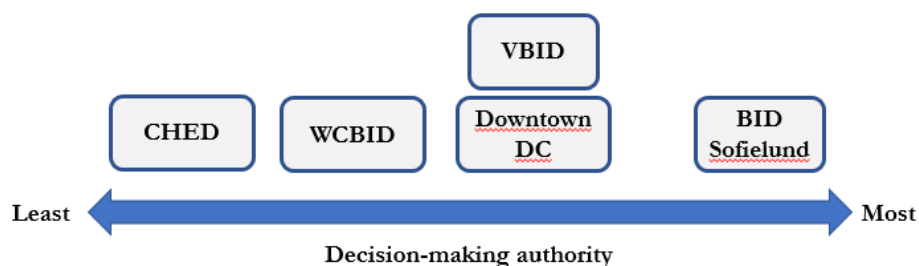 VBID
CHED
WCBID
Downtown
DC
BID
Sofielund
Least
Most
Decision-making authority